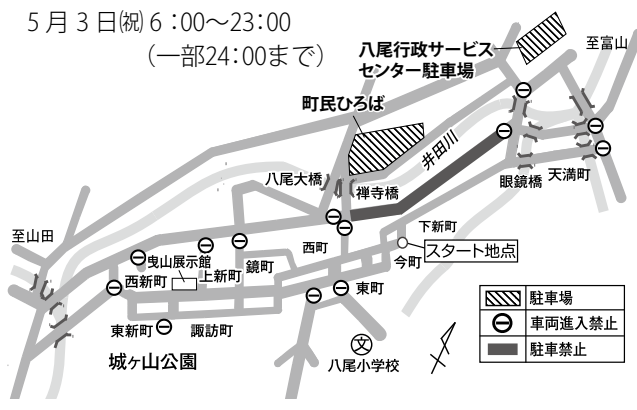 5月3日㈷6：00〜23：00
（一部24：00まで）
八尾行政サービス
センター駐車場
至富山
町民ひろば
井田川
八尾大橋
禅寺橋
眼鏡橋
天満町
下新町
スタート地点
至山田
曳山展示館
上新町
鏡町
西町
今町
西新町
東町
東新町
諏訪町
城ヶ山公園
文
八尾小学校
駐車場
車両進入禁止
駐車禁止